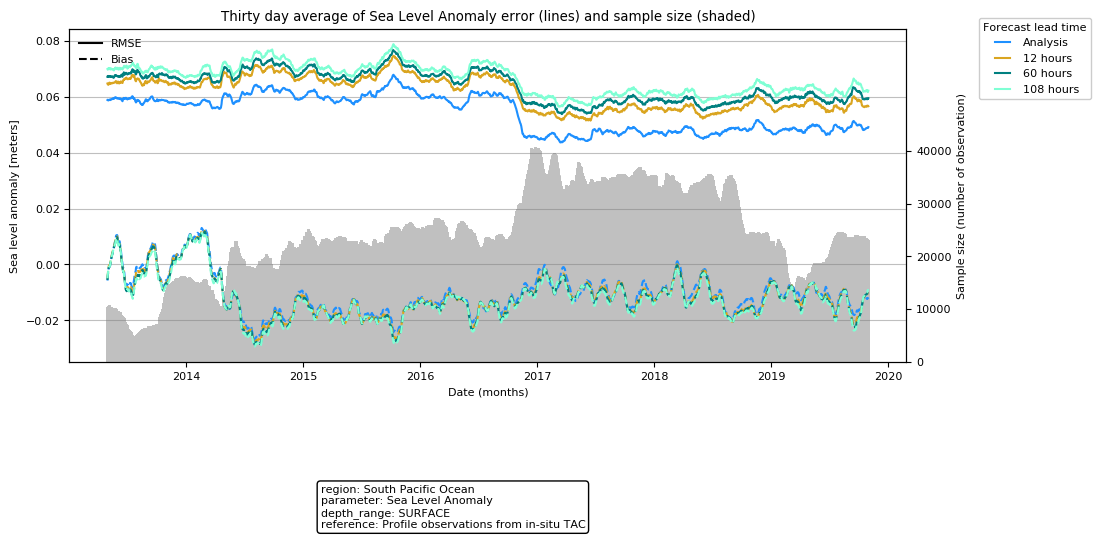 Thirty day average of Sea Level Anomaly error (lines) and sample size (shaded)
Forecast lead time
Analysis
12 hours
60 hours
108 hours
RMSE
Bias
Sea level anomaly [meters]
0.08
0.06
0.04
0.02
0.00
−0.02
Sample size (number of observation)
40000
30000
20000
10000
0
2014 2015 2016 2017 2018 2019 2020
Date (months)
region: South Pacific Ocean
parameter: Sea Level Anomaly
depth_range: SURFACE
reference: Profile observations from in-situ TAC